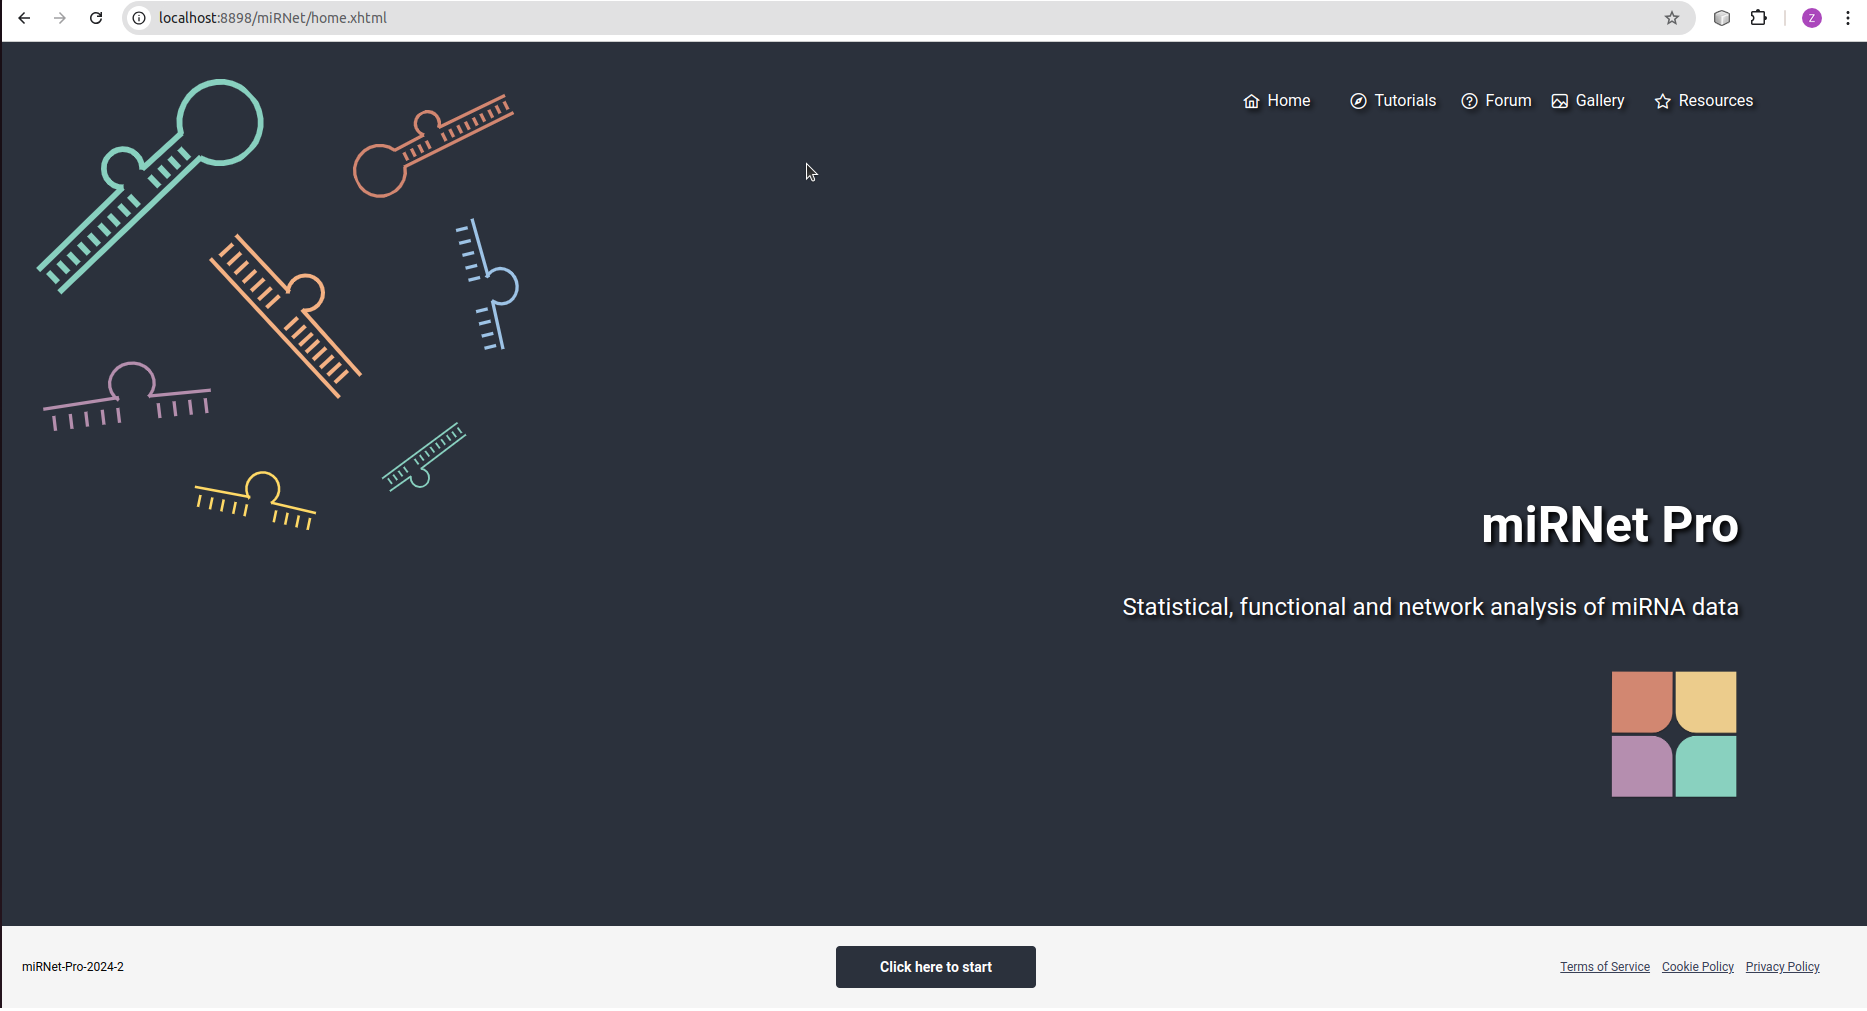 localhost:8898/miRNet/home.xhtml
Z
Home Tutorials Forum Gallery Resources
miRNet Pro
Statistical, functional and network analysis of miRNA data
miRNet-Pro-2024-2
Click here to start
Terms of Service Cookie Policy Privacy Policy